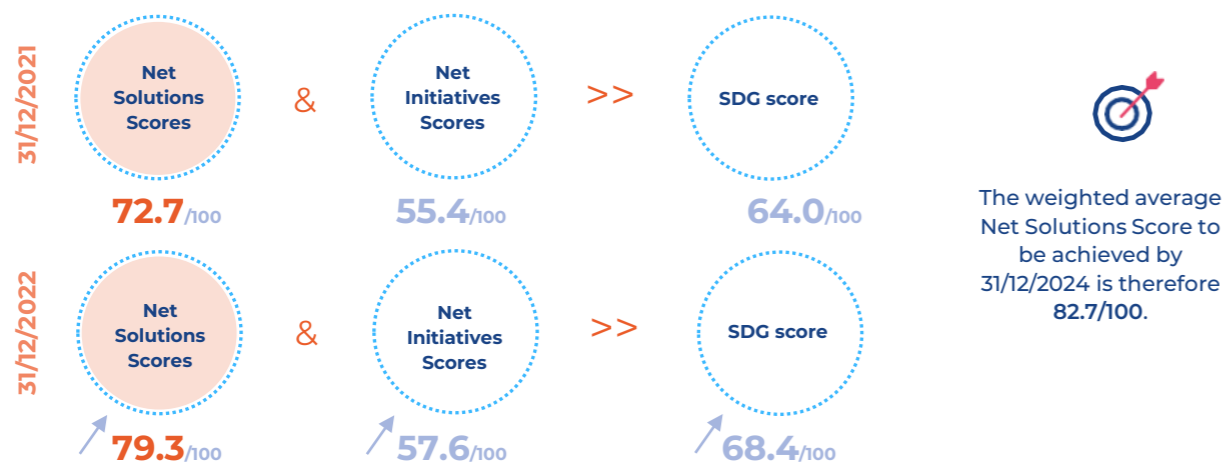 31/12/2021
Net
Solutions
Scores
&
Net
Initiatives
Scores
>>
SDG score
72.7/100
55.4/100
64.0/100
31/12/2022
Net
Solutions
Scores
&
Net
Initiatives
Scores
>>
SDG score
79.3/100
57.6/100
68.4/100
The weighted average
Net Solutions Score to
be achieved by
31/12/2024 is therefore
82.7/100.